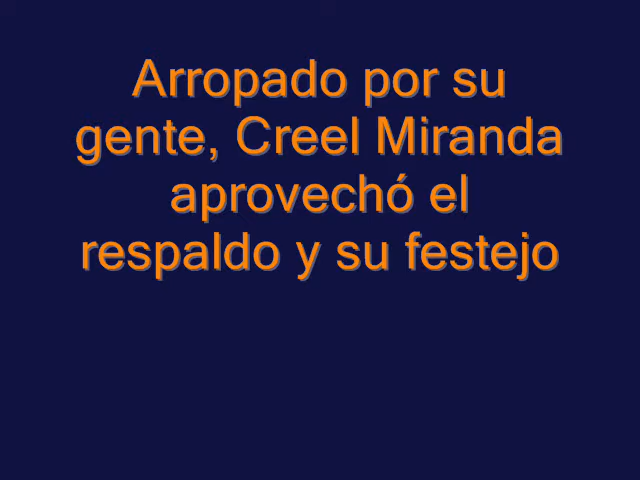 Arropado por su
gente, Creel Miranda
aprovechó el
respaldo y su festejo